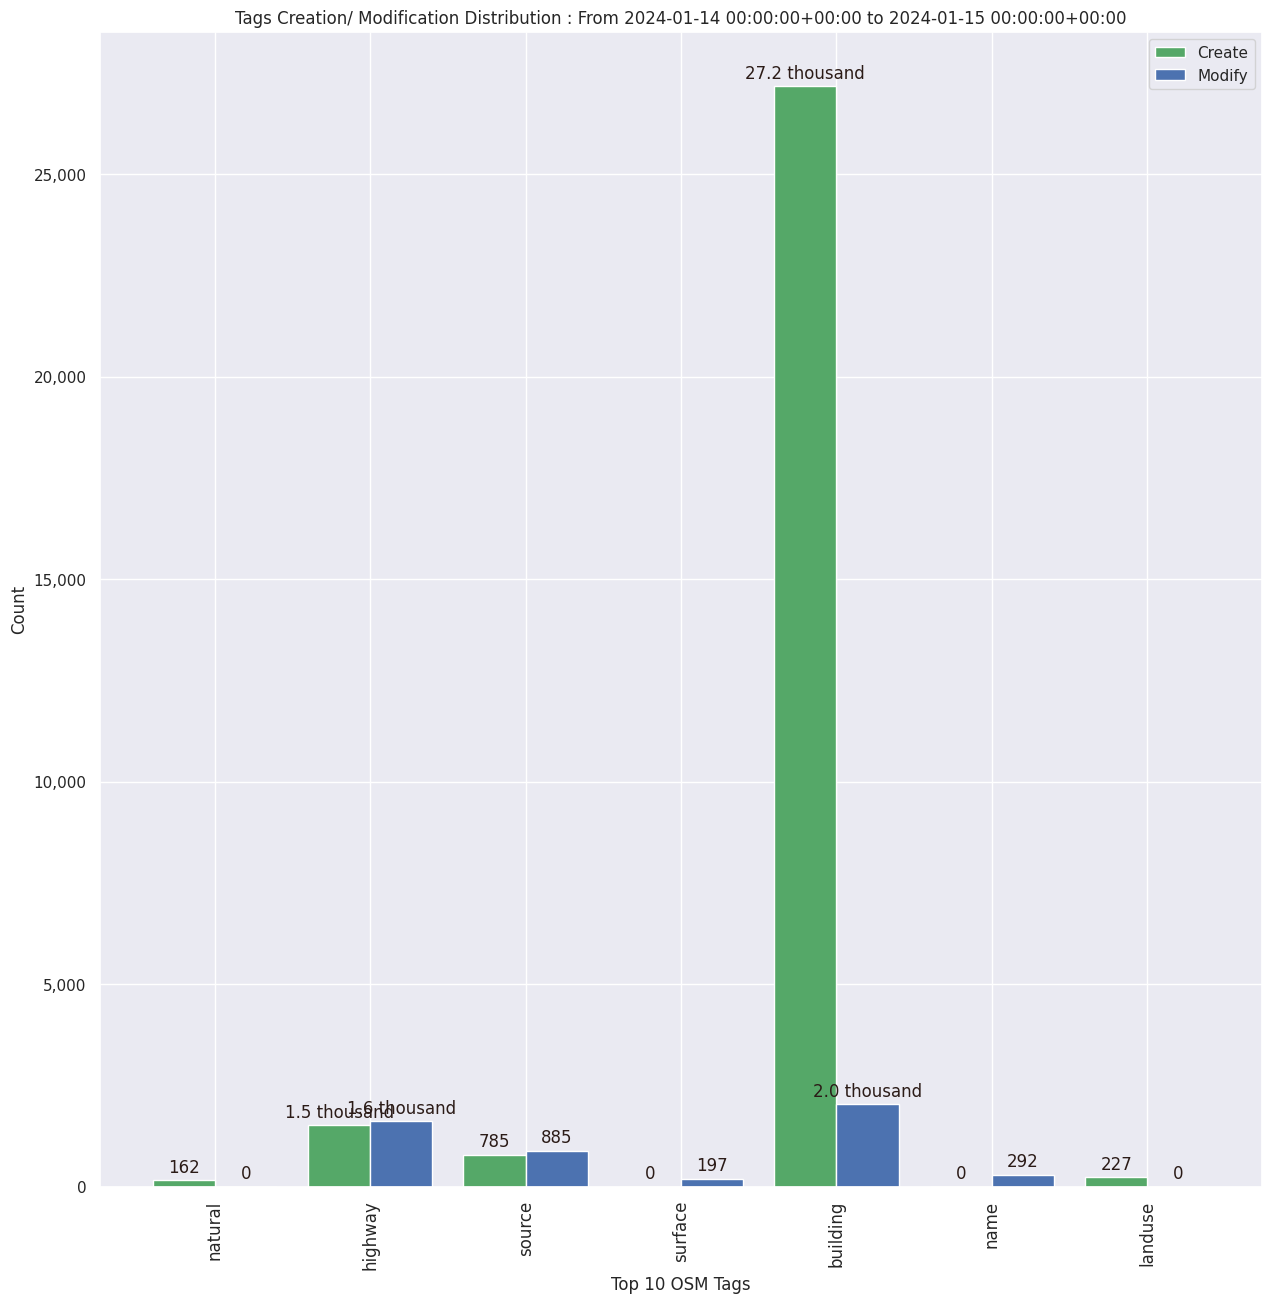 Tags Creation/ Modification Distribution : From 2024-01-14 00:00:00+00:00 to 2024-01-15 00:00:00+00:00
Create
Modify
27.2 thousand
25,000
20,000
15,000
10,000
5,000
0
Count
162
0
1.5 thousand
1.6 thousand
785
885
0
197
2.0 thousand
0
292
227
0
natural
highway
source
surface
building
name
landuse
Top 10 OSM Tags